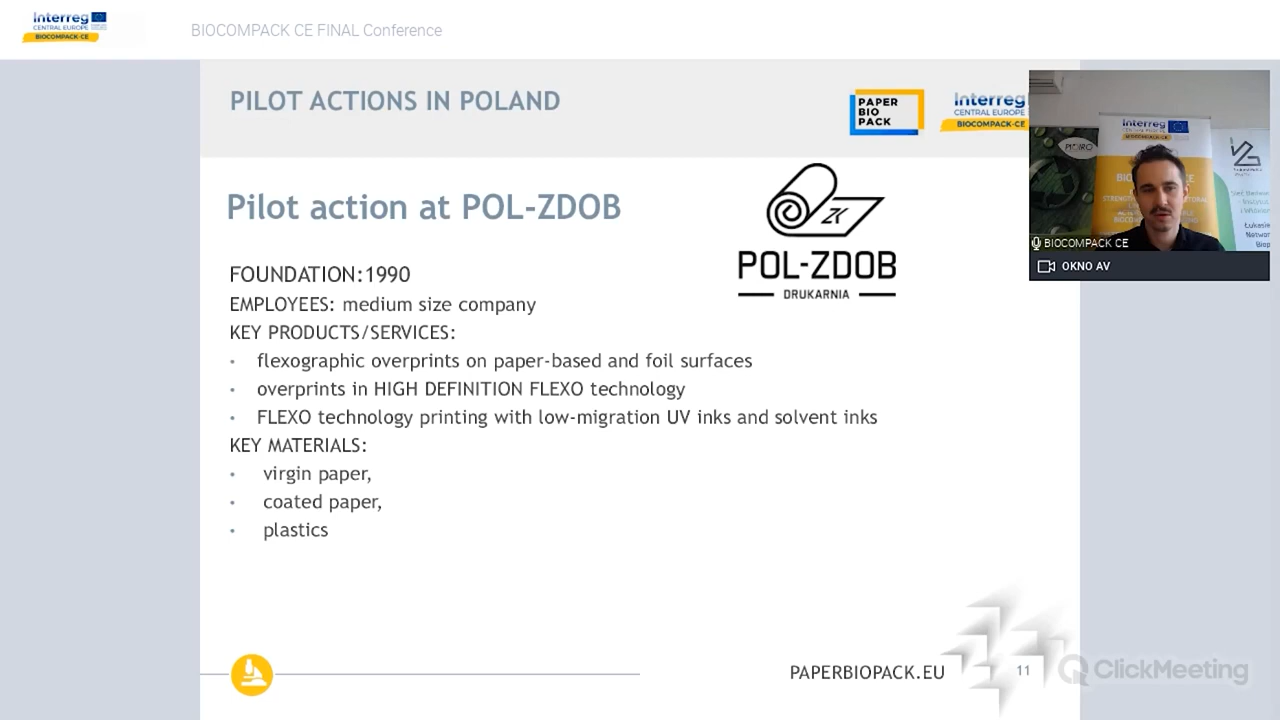 Interreg
CENTRAL EUROPE
BIOCOMPACK-CE
BIOCOMPACK CE FINAL Conference
PILOT ACTIONS IN POLAND
PAPER
BIO
PACK
Interreg
CENTRAL EUROPE
BIOCOMPACK-CE
Interreg
BIOCOMPACK CE
OKNO AV
Pilot action at POL-ZDOB
ZK
POL-ZDOB
DRUKARNIA
FOUNDATION:1990
EMPLOYEES: medium size company
KEY PRODUCTS/SERVICES:
• flexographic overprints on paper-based and foil surfaces
• overprints in HIGH DEFINITION FLEXO technology
• FLEXO technology printing with low-migration UV inks and solvent inks
KEY MATERIALS:
• virgin paper,
• coated paper,
• plastics
PAPERBIOPACK.EU
11
ClickMeeting